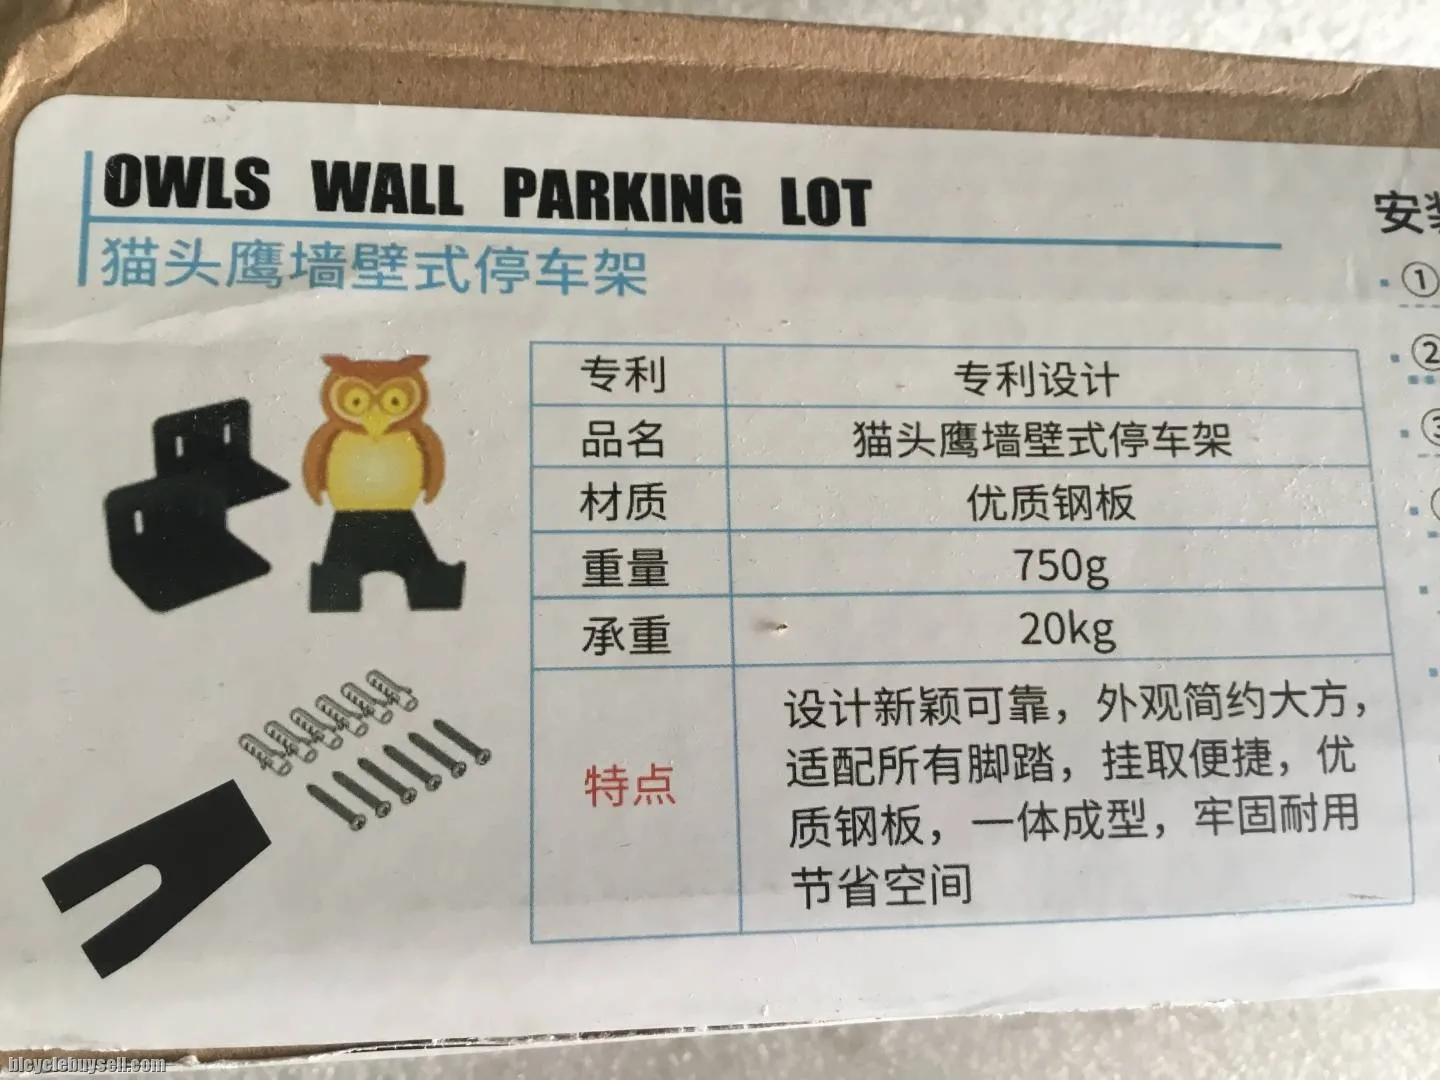 OWLS WALL PARKING LOT
猫头鹰墙壁式停车架
专利 专利设计
品名 猫头鹰墙壁式停车架
材质 优质钢板
重量 750g
承重 20kg
特点
设计新颖可靠，外观简约大方，
适配所有脚踏，挂取便捷，优
质钢板，一体成型，牢固耐用
节省空间
安
①
②
③
bicyclebuysell.com